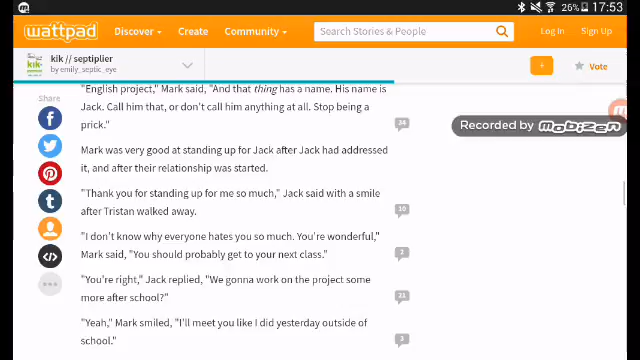 26% 17:53
wattpad Discover Create Community Search Stories & People Log In Sign Up
kik // septiplier
by emily_septic_eye
+ Vote
Share
"English project," Mark said, "And that thing has a name. His name is
Jack. Call him that, or don't call him anything at all. Stop being a
prick."
24
Recorded by mobizen
Mark was very good at standing up for Jack after Jack had addressed
it, and after their relationship was started.
"Thank you for standing up for me so much," Jack said with a smile
after Tristan walked away.
10
"I don't know why everyone hates you so much. You're wonderful,"
Mark said, "You should probably get to your next class."
3
"You're right," Jack replied, "We gonna work on the project some
more after school?"
21
"Yeah," Mark smiled, "I'll meet you like I did yesterday outside of
school."
3